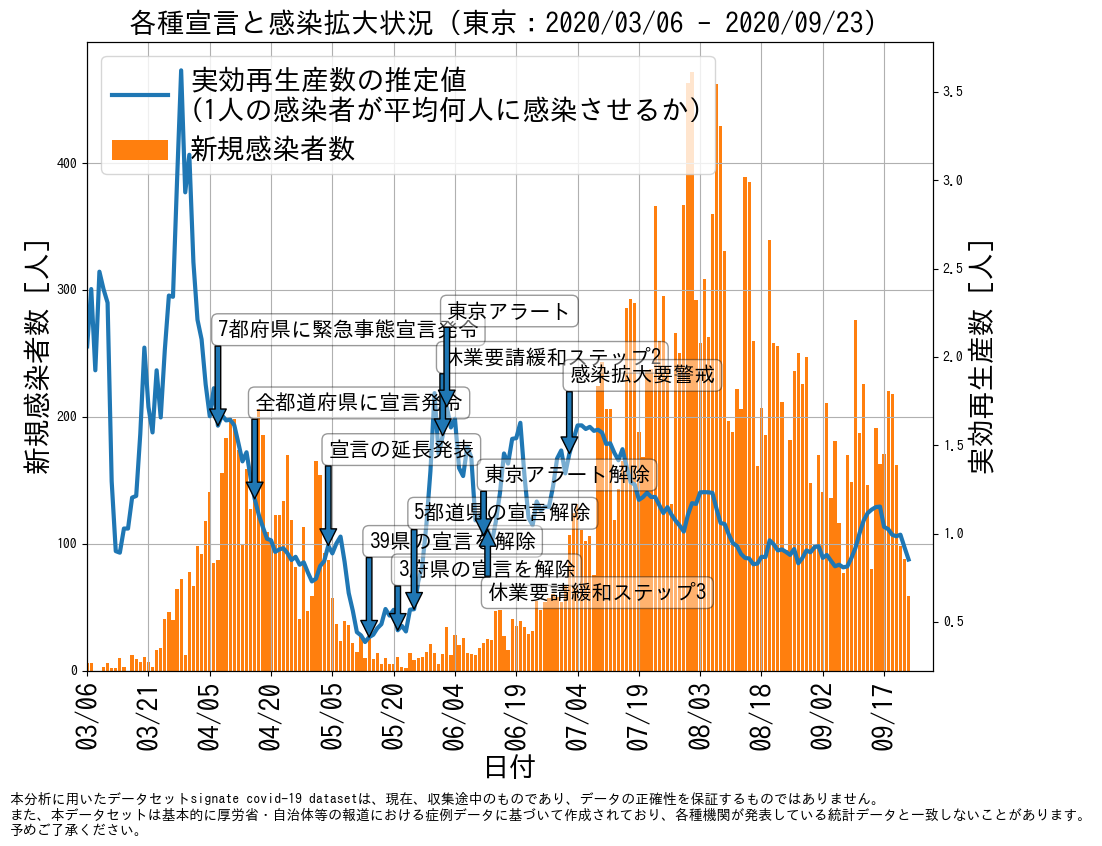 各種宣言と感染拡大状況 (東京：2020/03/06 - 2020/09/23)
実効再生産数の推定値
(1人の感染者が平均何人に感染させるか)
新規感染者数
新規感染者数 [人]
400
300
200
100
0
3.5
3.0
2.5
2.0
1.5
1.0
0.5
実効再生産数 [人]
東京アラート
7都府県に緊急事態宣言発令
休業要請緩和ステップ2
感染拡大要警戒
全都道府県に宣言発令
宣言の延長発表
東京アラート解除
5都道県の宣言解除
39県の宣言を解除
3府県の宣言を解除
休業要請緩和ステップ3
03/06
03/21
04/05
04/20
05/05
05/20
06/04
06/19
07/04
07/19
08/03
08/18
09/02
09/17
日付
本分析に用いたデータセットsignate covid-19 datasetは、現在、収集途中のものであり、データの正確性を保証するものではありません。
また、本データセットは基本的に厚労省・自治体等の報道における症例データに基づいて作成されており、各種機関が発表している統計データと一致しないことがあります。
予めご了承ください。